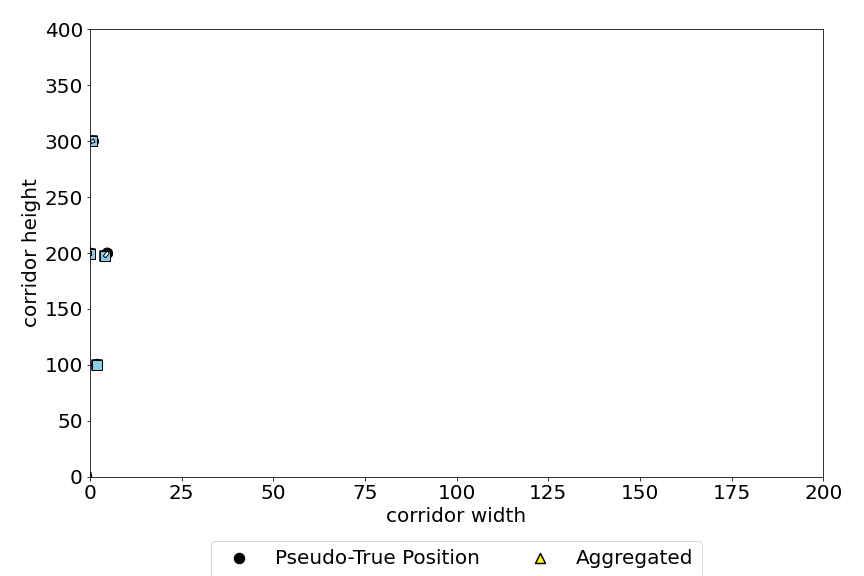 400
350
300
250
200
150
100
50
0
corridor height
0 25 50 75 100 125 150 175 200
corridor width
Pseudo-True Position Aggregated